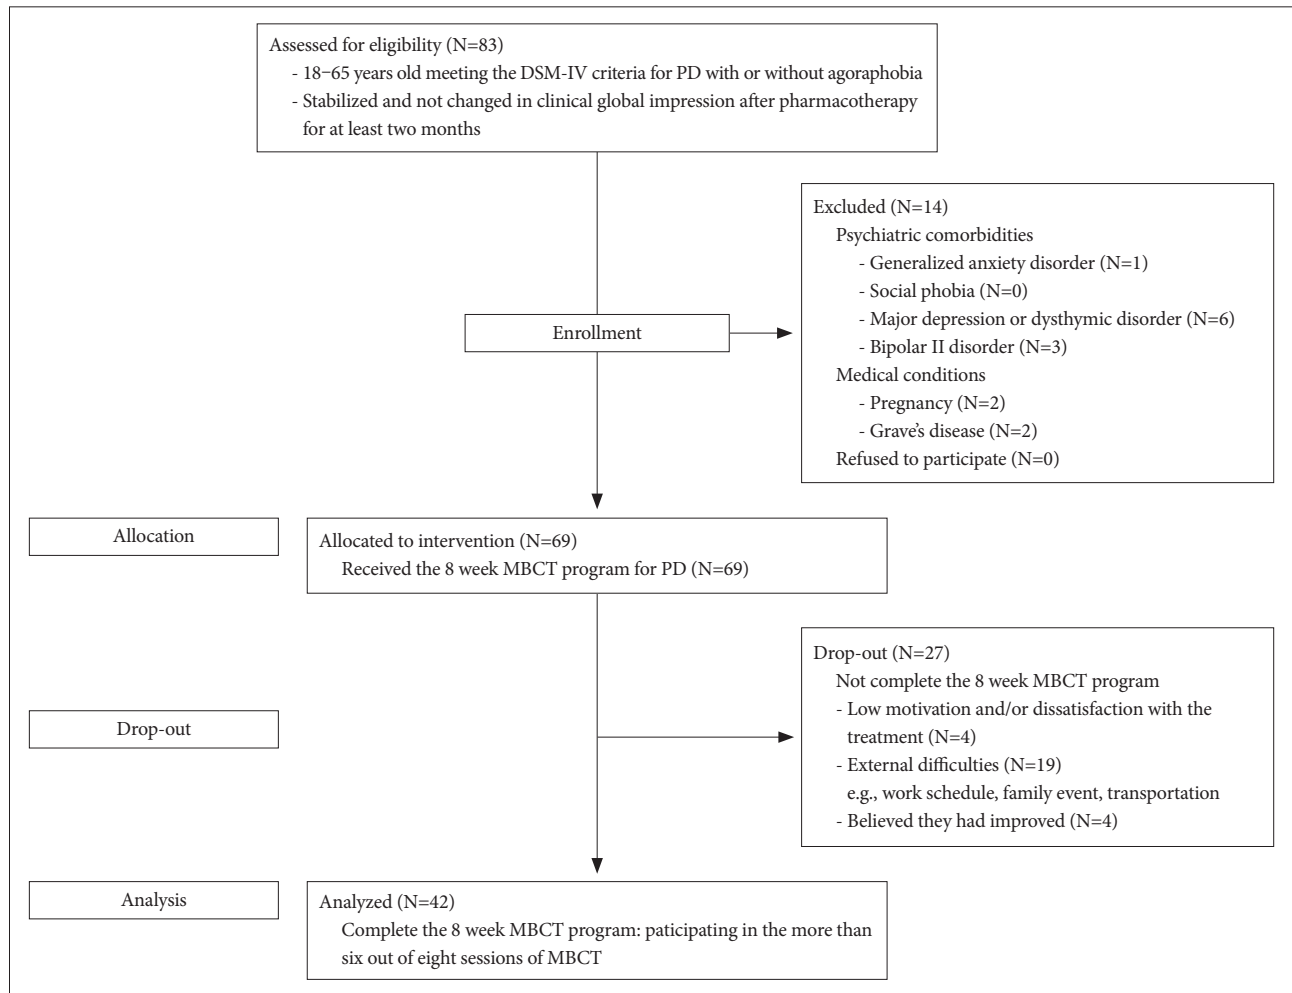 Assessed for eligibility (N=83)
- 18−65 years old meeting the DSM-IV criteria for PD with or without agoraphobia
- Stabilized and not changed in clinical global impression after pharmacotherapy
for at least two months
Excluded (N=14)
Psychiatric comorbidities
- Generalized anxiety disorder (N=1)
- Social phobia (N=0)
- Major depression or dysthymic disorder (N=6)
- Bipolar II disorder (N=3)
Medical conditions
- Pregnancy (N=2)
- Grave's disease (N=2)
Refused to participate (N=0)
Enrollment
Allocation
Allocated to intervention (N=69)
Received the 8 week MBCT program for PD (N=69)
Drop-out (N=27)
Not complete the 8 week MBCT program
- Low motivation and/or dissatisfaction with the
treatment (N=4)
- External difficulties (N=19)
e.g., work schedule, family event, transportation
- Believed they had improved (N=4)
Drop-out
Analysis
Analyzed (N=42)
Complete the 8 week MBCT program: paticipating in the more than
six out of eight sessions of MBCT